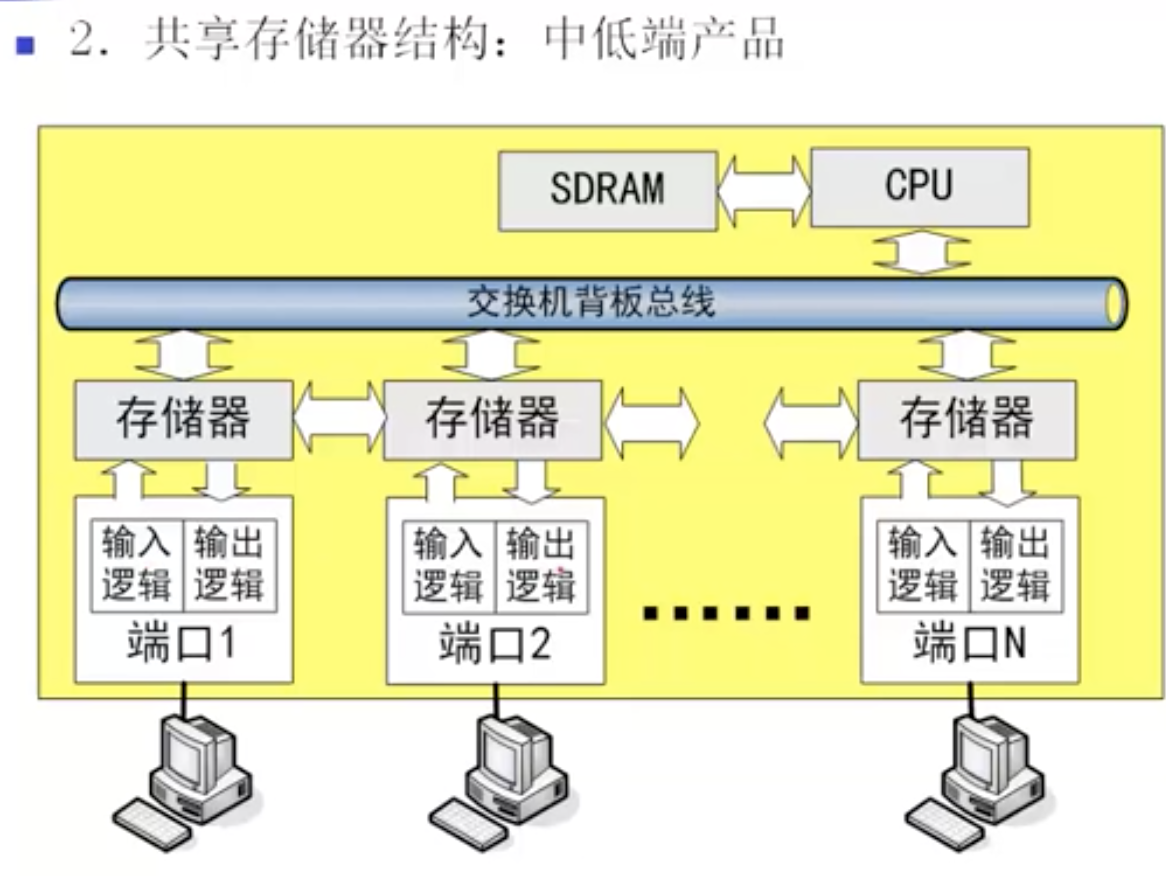 2. 共享存储器结构：中低端产品
SDRAM
CPU
交换机背板总线
存储器
存储器
存储器
输入逻辑
输出逻辑
输入逻辑
输出逻辑
输入逻辑
输出逻辑
端口1
端口2
端口N